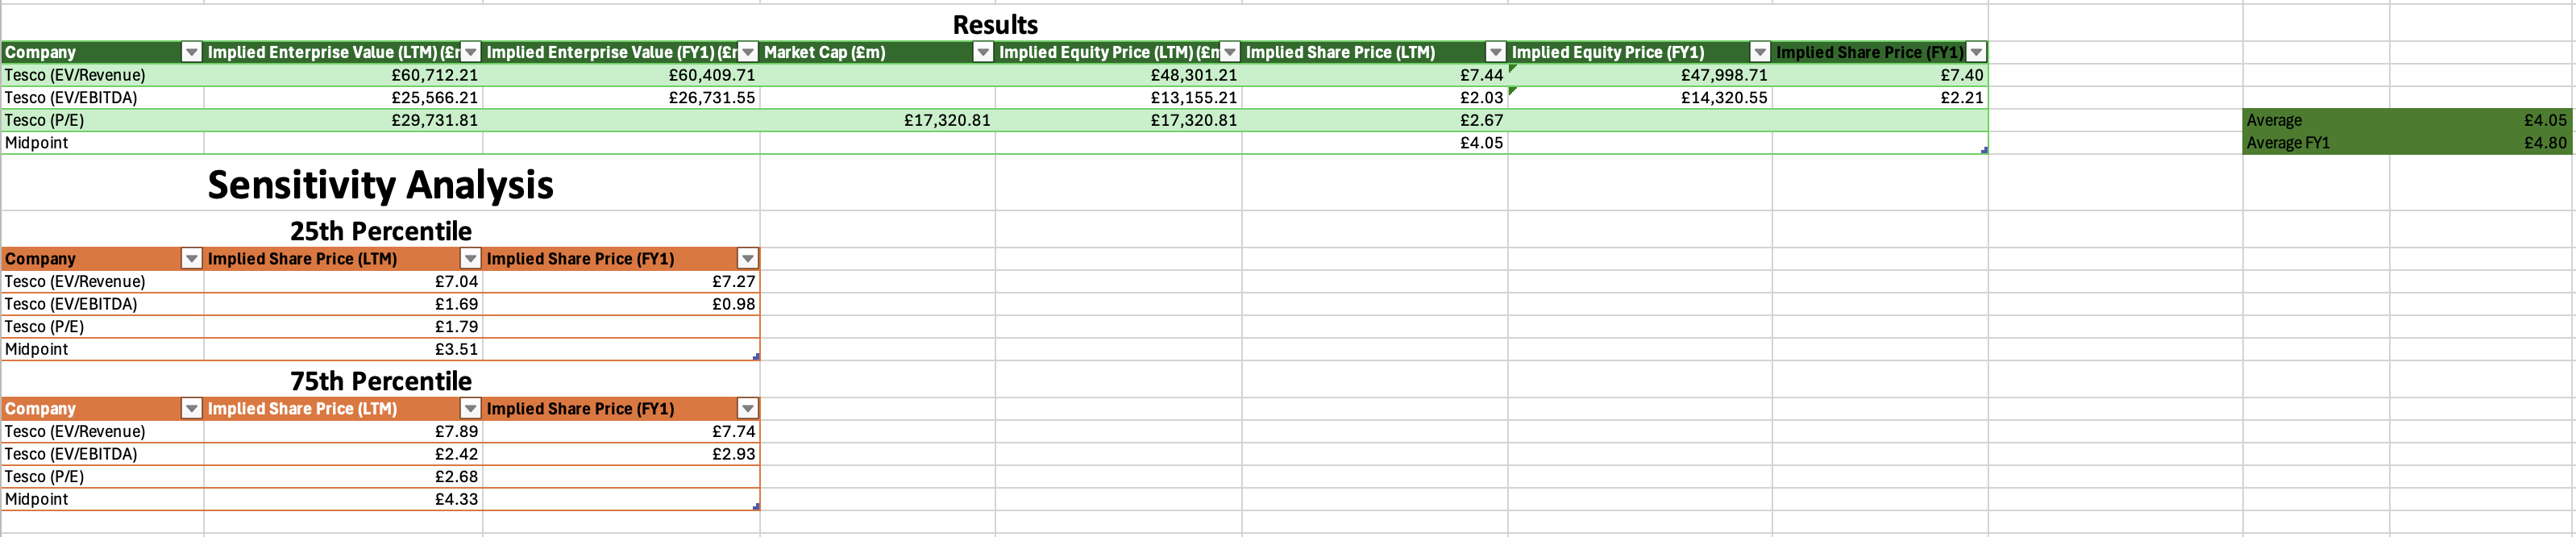 Results
Company Implied Enterprise Value (LTM) (£r Implied Enterprise Value (FY1) (£r Market Cap (£m) Implied Equity Price (LTM) (£m Implied Share Price (LTM) Implied Equity Price (FY1) Implied Share Price (FY1)
Tesco (EV/Revenue) £60,712.21 £60,409.71 £48,301.21 £7.44 £47,998.71 £7.40
Tesco (EV/EBITDA) £25,566.21 £26,731.55 £13,155.21 £2.03 £14,320.55 £2.21
Tesco (P/E) £29,731.81 £17,320.81 £17,320.81 £2.67 Average £4.05
Midpoint £4.05 Average FY1 £4.80
Sensitivity Analysis
25th Percentile
Company Implied Share Price (LTM) Implied Share Price (FY1)
Tesco (EV/Revenue) £7.04 £7.27
Tesco (EV/EBITDA) £1.69 £0.98
Tesco (P/E) £1.79
Midpoint £3.51
75th Percentile
Company Implied Share Price (LTM) Implied Share Price (FY1)
Tesco (EV/Revenue) £7.89 £7.74
Tesco (EV/EBITDA) £2.42 £2.93
Tesco (P/E) £2.68
Midpoint £4.33